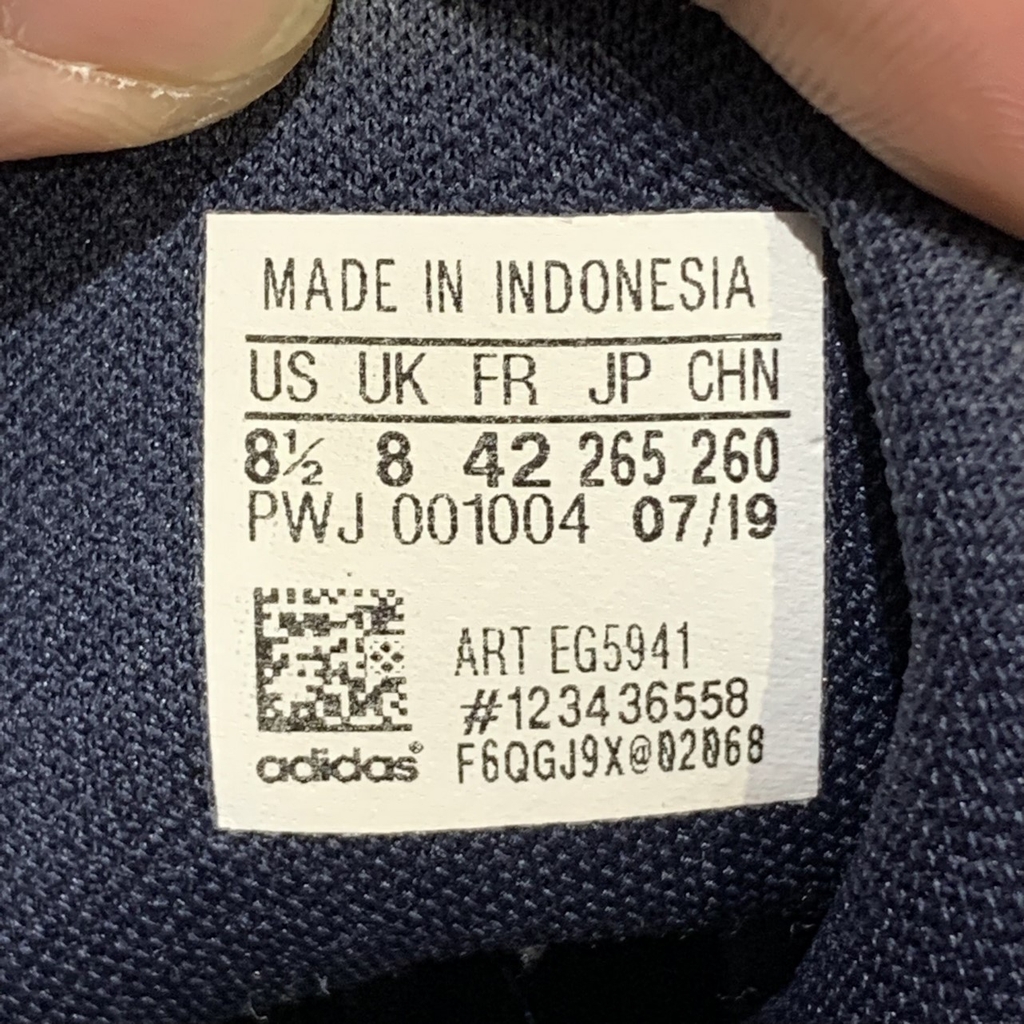 MADE IN INDONESIA
US UK FR JP CHN
8½ 8 42 265 260
PWJ 001004 07/19
ART EG5941
#123436558
adidas® F6QGJ9X@02068